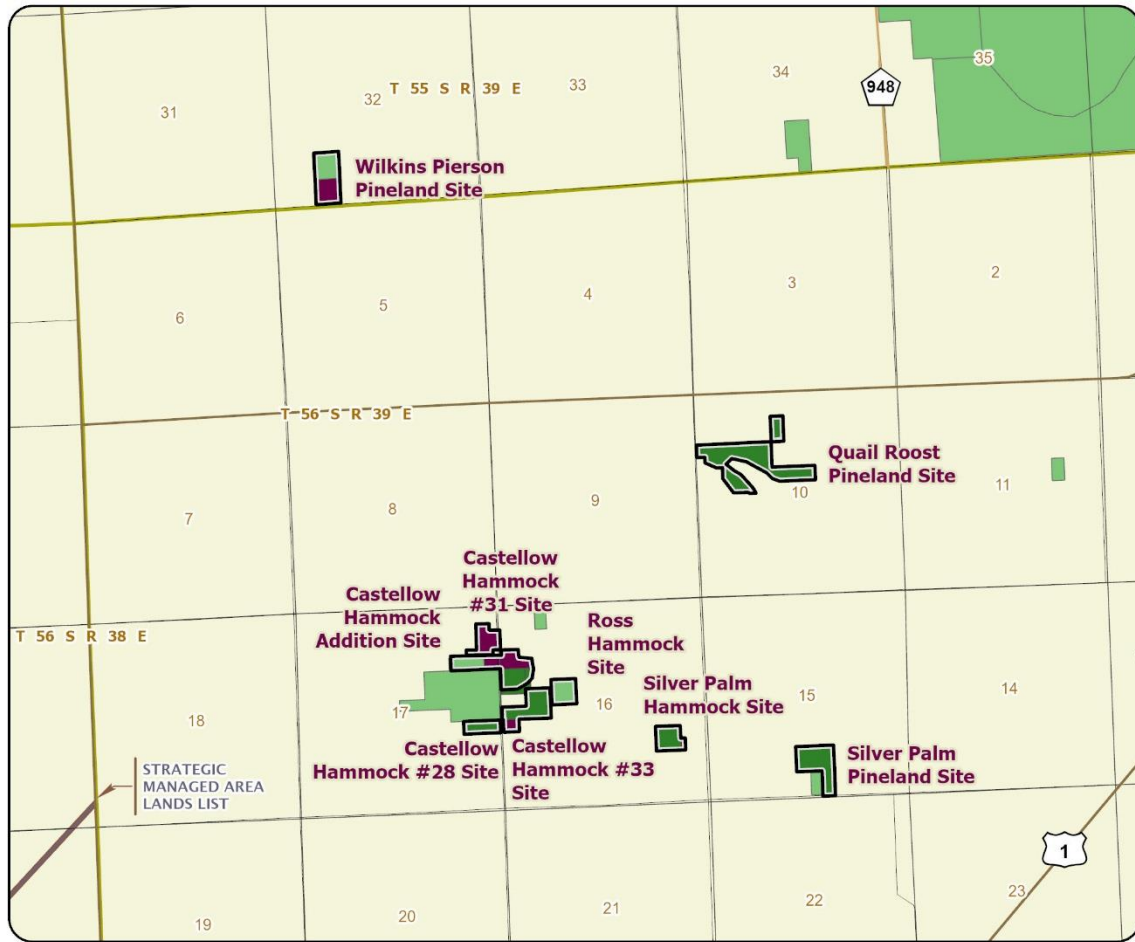 35
34
33
T 55 S R 39 E
32
31
948
Wilkins Pierson
Pineland Site
2
3
4
5
6
T 56 S R 39 E
Quail Roost
Pineland Site
10
11
9
8
7
Castellow
Hammock
#31 Site
Castellow
Hammock
Addition Site
Ross
Hammock
Site
T 56 S R 38 E
Silver Palm
Hammock Site
14
15
16
17
18
Castellow
Hammock #28 Site
Castellow
Hammock #33
Site
Silver Palm
Pineland Site
STRATEGIC
MANAGED AREA
LANDS LIST
1
23
22
21
20
19